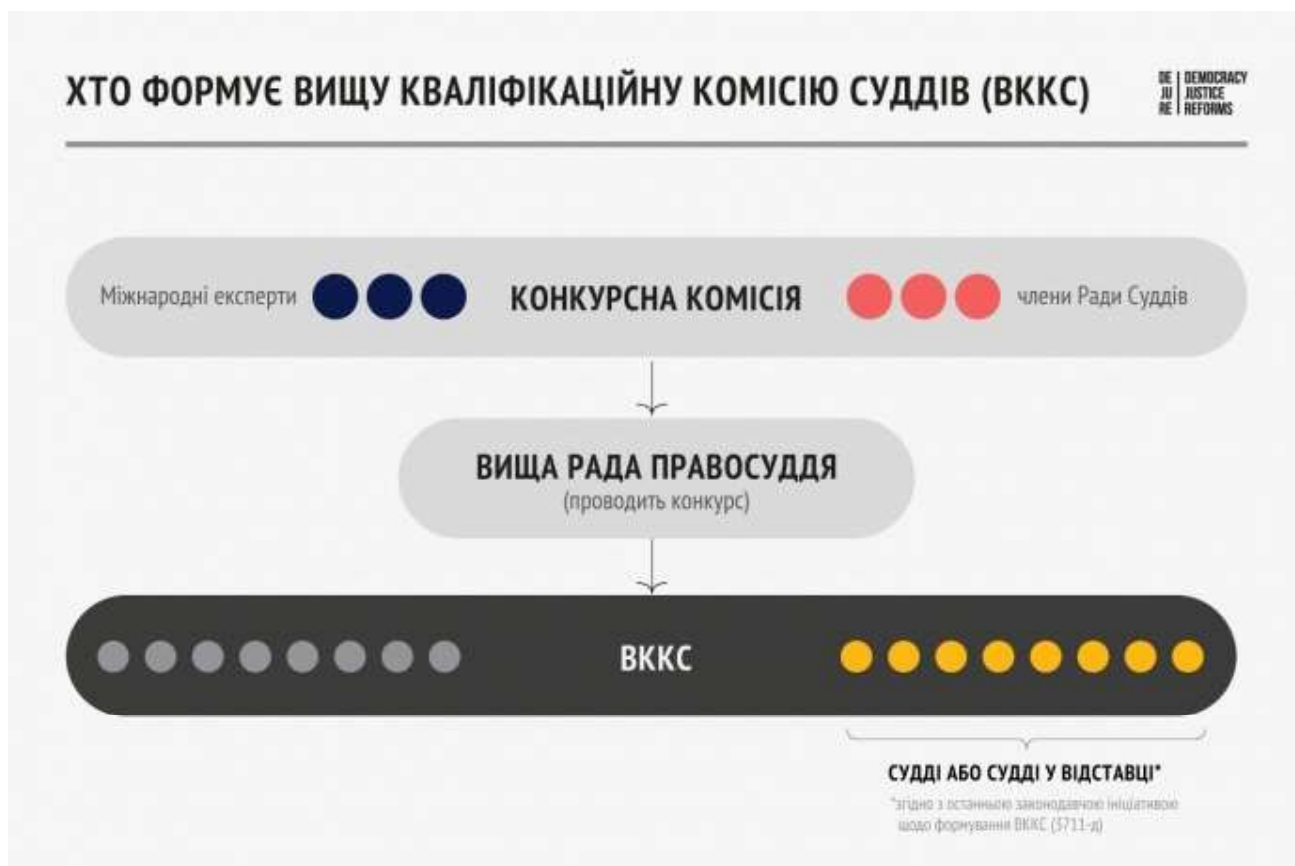 ХТО ФОРМУЄ ВИЩУ КВАЛІФІКАЦІЙНУ КОМІСІЮ СУДДІВ (ВККС)
DE JU RE
DEMOCRACY JUSTICE REFORMS
Міжнародні експерти
КОНКУРСНА КОМІСІЯ
члени Ради Суддів
ВИЩА РАДА ПРАВОСУДДЯ
(проводить конкурс)
ВККС
СУДДІ АБО СУДДІ У ВІДСТАВЦІ*
*згідно з останньою законодавчою ініціативою
щодо формування ВККС (3711-д)